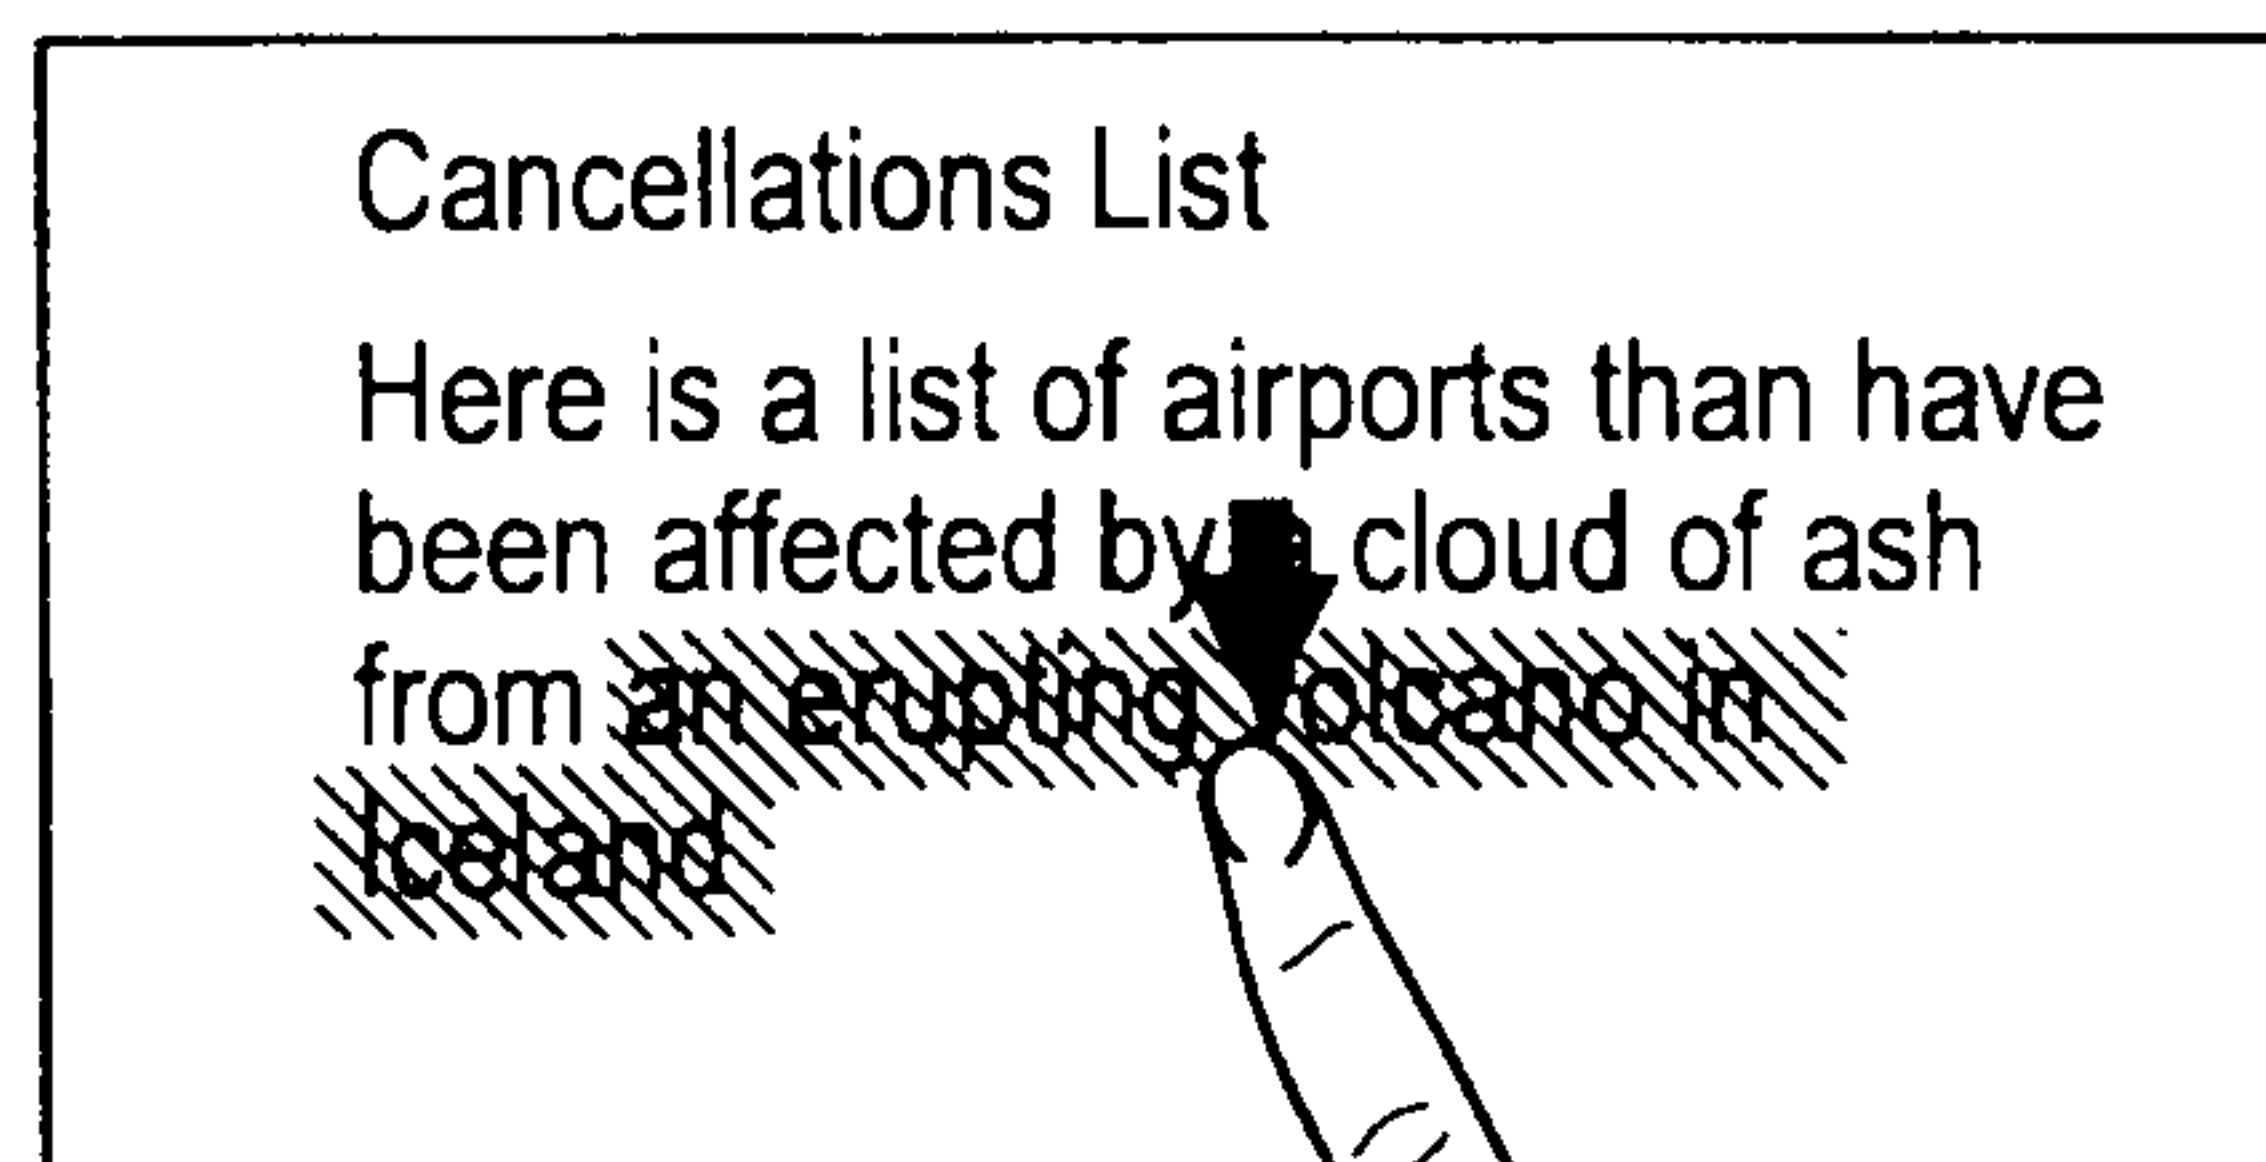 Cancellations List
Here is a list of airports than have
been affected by a cloud of ash
from an erupting volcano in
Iceland